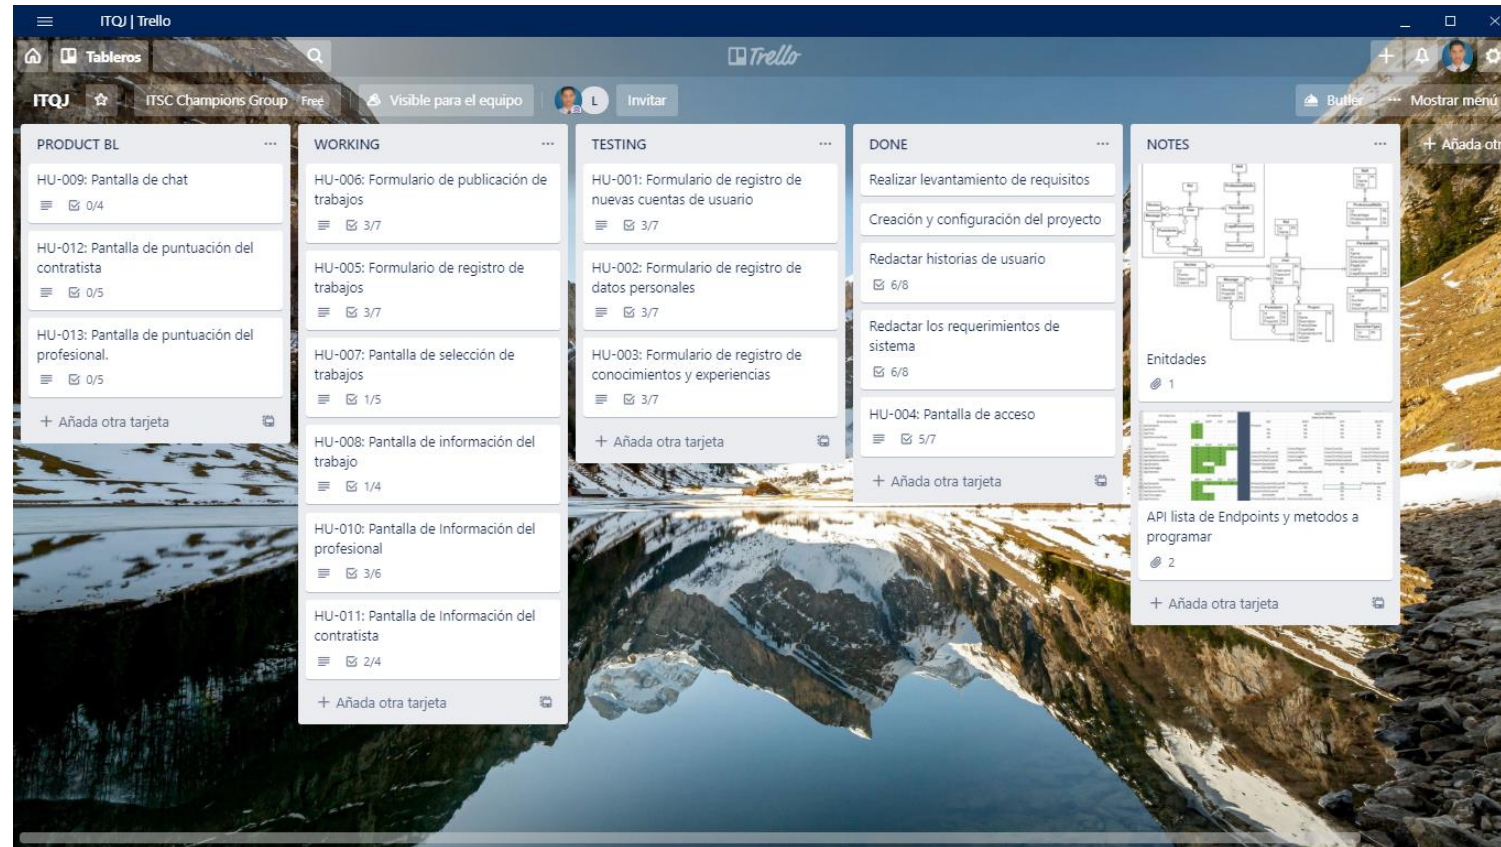 ITQJ | Trello
Tableros
Trello
ITQJ
ITSC Champions Group Free
Visible para el equipo
L
Invitar
Butler
Mostrar menú
PRODUCT BL
HU-009: Pantalla de chat
0/4
HU-012: Pantalla de puntuación del
contratista
0/5
HU-013: Pantalla de puntuación del
profesional.
0/5
+ Añada otra tarjeta
WORKING
HU-006: Formulario de publicación de
trabajos
3/7
HU-005: Formulario de registro de
trabajos
3/7
HU-007: Pantalla de selección de
trabajos
1/5
HU-008: Pantalla de información del
trabajo
1/4
HU-010: Pantalla de Información del
profesional
3/6
HU-011: Pantalla de Información del
contratista
2/4
+ Añada otra tarjeta
TESTING
HU-001: Formulario de registro de
nuevas cuentas de usuario
3/7
HU-002: Formulario de registro de
datos personales
3/7
HU-003: Formulario de registro de
conocimientos y experiencias
3/7
+ Añada otra tarjeta
DONE
Realizar levantamiento de requisitos
Creación y configuración del proyecto
Redactar historias de usuario
6/8
Redactar los requerimientos de
sistema
6/8
HU-004: Pantalla de acceso
5/7
+ Añada otra tarjeta
NOTES
Enitdades
1
API lista de Endpoints y metodos a
programar
2
+ Añada otra tarjeta
+ Añada otr